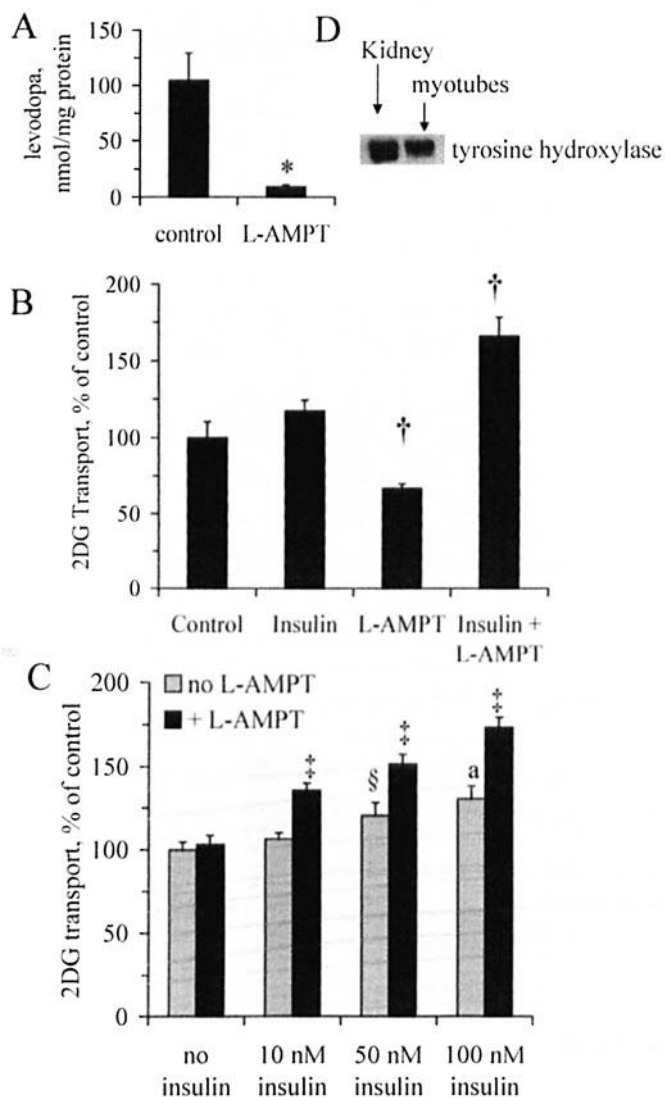 A
levodopa,
nmol/mg protein
150
100
50
0
*
control
L-AMPT
D
Kidney
myotubes
tyrosine hydroxylase
B
2DG Transport, % of control
200
150
100
50
0
†
†
Control
Insulin
L-AMPT
Insulin +
L-AMPT
C
2DG transport, % of control
200
150
100
50
0
no L-AMPT
+ L-AMPT
‡
§
‡
a
‡
no
insulin
10 nM
insulin
50 nM
insulin
100 nM
insulin